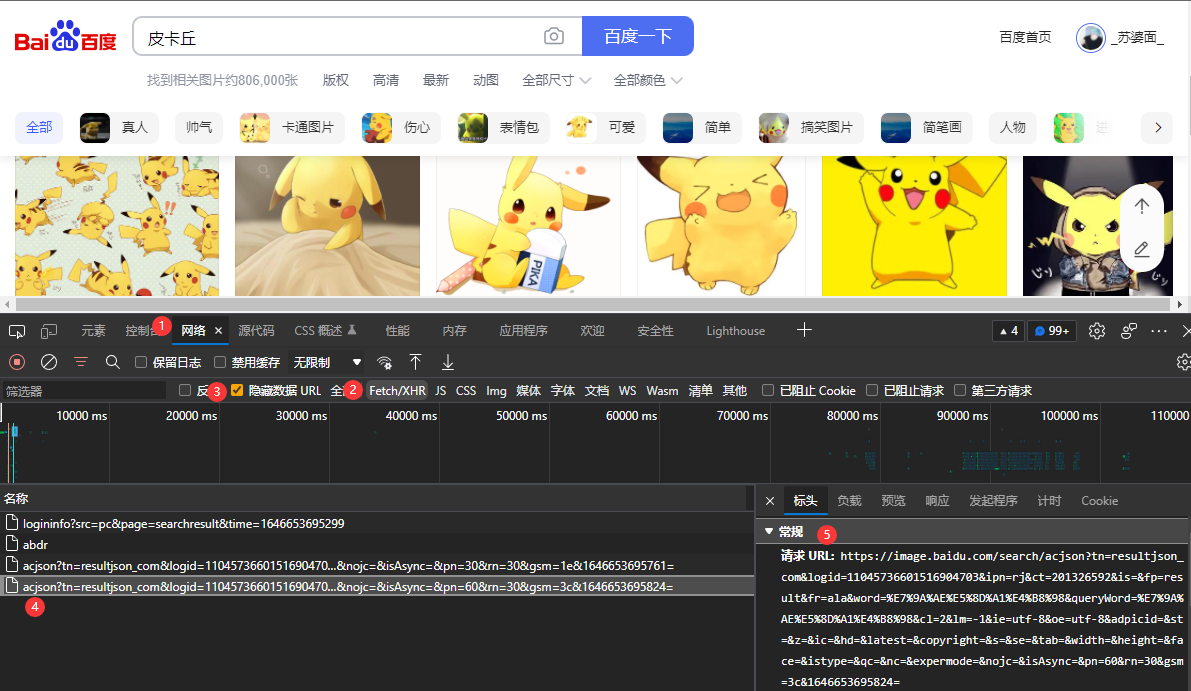 Bai du 百度
皮卡丘
百度一下
百度首页
_苏婆面_
找到相关图片约806,000张 版权 高清 最新 动图 全部尺寸 全部颜色
全部 真人 帅气 卡通图片 伤心 表情包 可爱 简单 搞笑图片 简笔画 人物
PIKA
1
元素 网络 × 源代码 CSS 概述 性能 内存 应用程序 欢迎 安全性 Lighthouse
4 99+
保留日志 禁用缓存 无限制
筛选器 反 3 隐藏数据 URL 2 Fetch/XHR JS CSS Img 媒体 字体 文档 WS Wasm 清单 其他 已阻止 Cookie 已阻止请求 第三方请求
10000 ms 20000 ms 30000 ms 40000 ms 50000 ms 60000 ms 70000 ms 80000 ms 90000 ms 100000 ms 110000
名称
logininfo?src=pc&page=searchresult&time=1646653695299
abdr
acjson?tn=resultjson_com&logid=1104573660151690470...&nojc=&isAsync=&pn=30&rn=30&gsm=1e&1646653695761=
acjson?tn=resultjson_com&logid=1104573660151690470...&nojc=&isAsync=&pn=60&rn=30&gsm=3c&1646653695824=
4
标头 负载 预览 响应 发起程序 计时 Cookie
常规 5
请求 URL: https://image.baidu.com/search/acjson?tn=resultjson_
com&logid=11045736601516904703&ipn=rj&ct=201326592&is=&fp=res
ult&fr=ala&word=%E7%9A%AE%E5%8D%A1%E4%B8%98&queryWord=%E7%9A%
AE%E5%8D%A1%E4%B8%98&cl=2&lm=-1&ie=utf-8&oe=utf-8&adpicid=&st
=&z=&ic=&hd=&latest=&copyright=&s=&se=&tab=&width=&height=&fa
ce=&istype=&qc=&nc=&expermode=&nojc=&isAsync=&pn=60&rn=30&gsm
=3c&1646653695824=